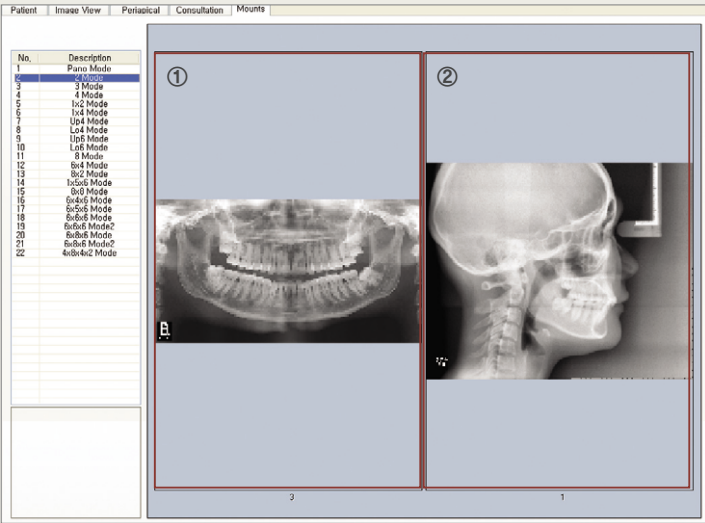 Patient Image View Periapical Consultation Mounts
No. Description
1 Pano Mode
2 2 Mode
3 3 Mode
4 4 Mode
5 1x2 Mode
6 1x4 Mode
7 Up4 Mode
8 Lo4 Mode
9 Up6 Mode
10 Lo6 Mode
11 8 Mode
12 6x4 Mode
13 8x2 Mode
14 1x5x6 Mode
15 8x8 Mode
16 6x4x6 Mode
17 6x5x6 Mode
18 6x6x6 Mode
19 6x6x6 Mode2
20 6x8x6 Mode
21 6x8x6 Mode2
22 4x8x4x2 Mode
① ②
3 1